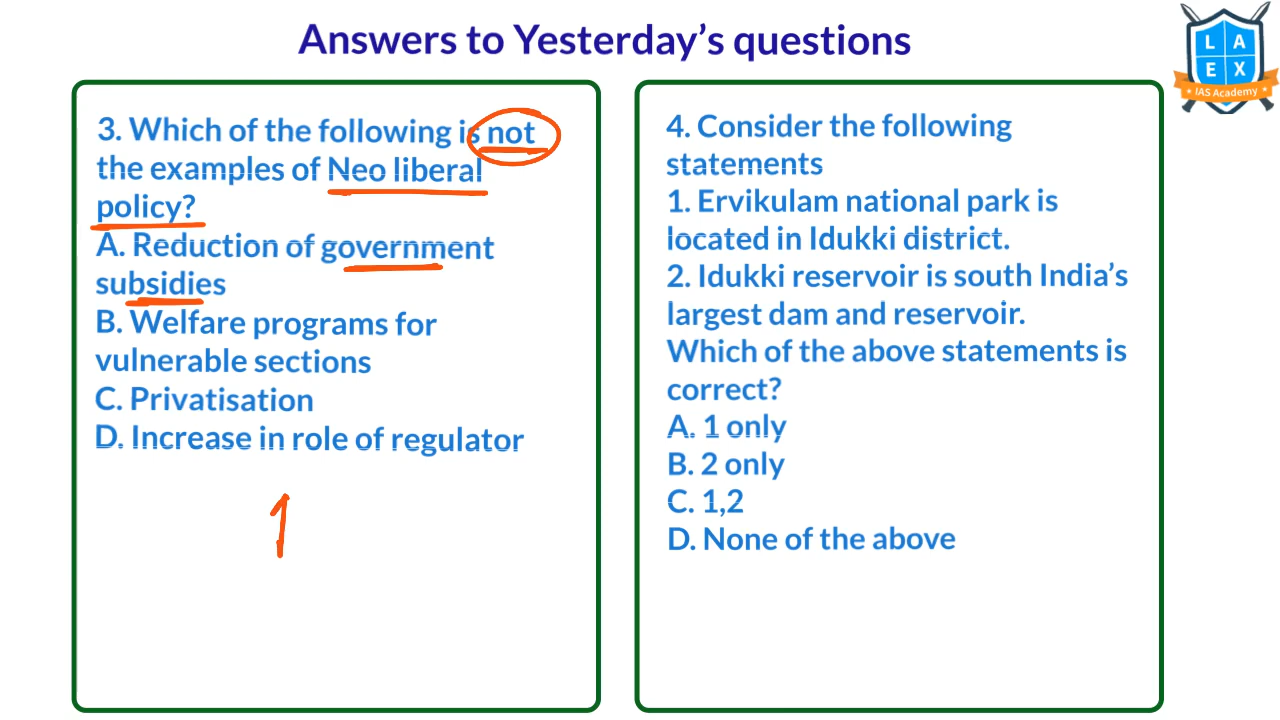 Answers to Yesterday's questions
L A
E X
IAS Academy
3. Which of the following is not
the examples of Neo liberal
policy?
A. Reduction of government
subsidies
B. Welfare programs for
vulnerable sections
C. Privatisation
D. Increase in role of regulator
1
4. Consider the following
statements
1. Ervikulam national park is
located in Idukki district.
2. Idukki reservoir is south India's
largest dam and reservoir.
Which of the above statements is
correct?
A. 1 only
B. 2 only
C. 1,2
D. None of the above